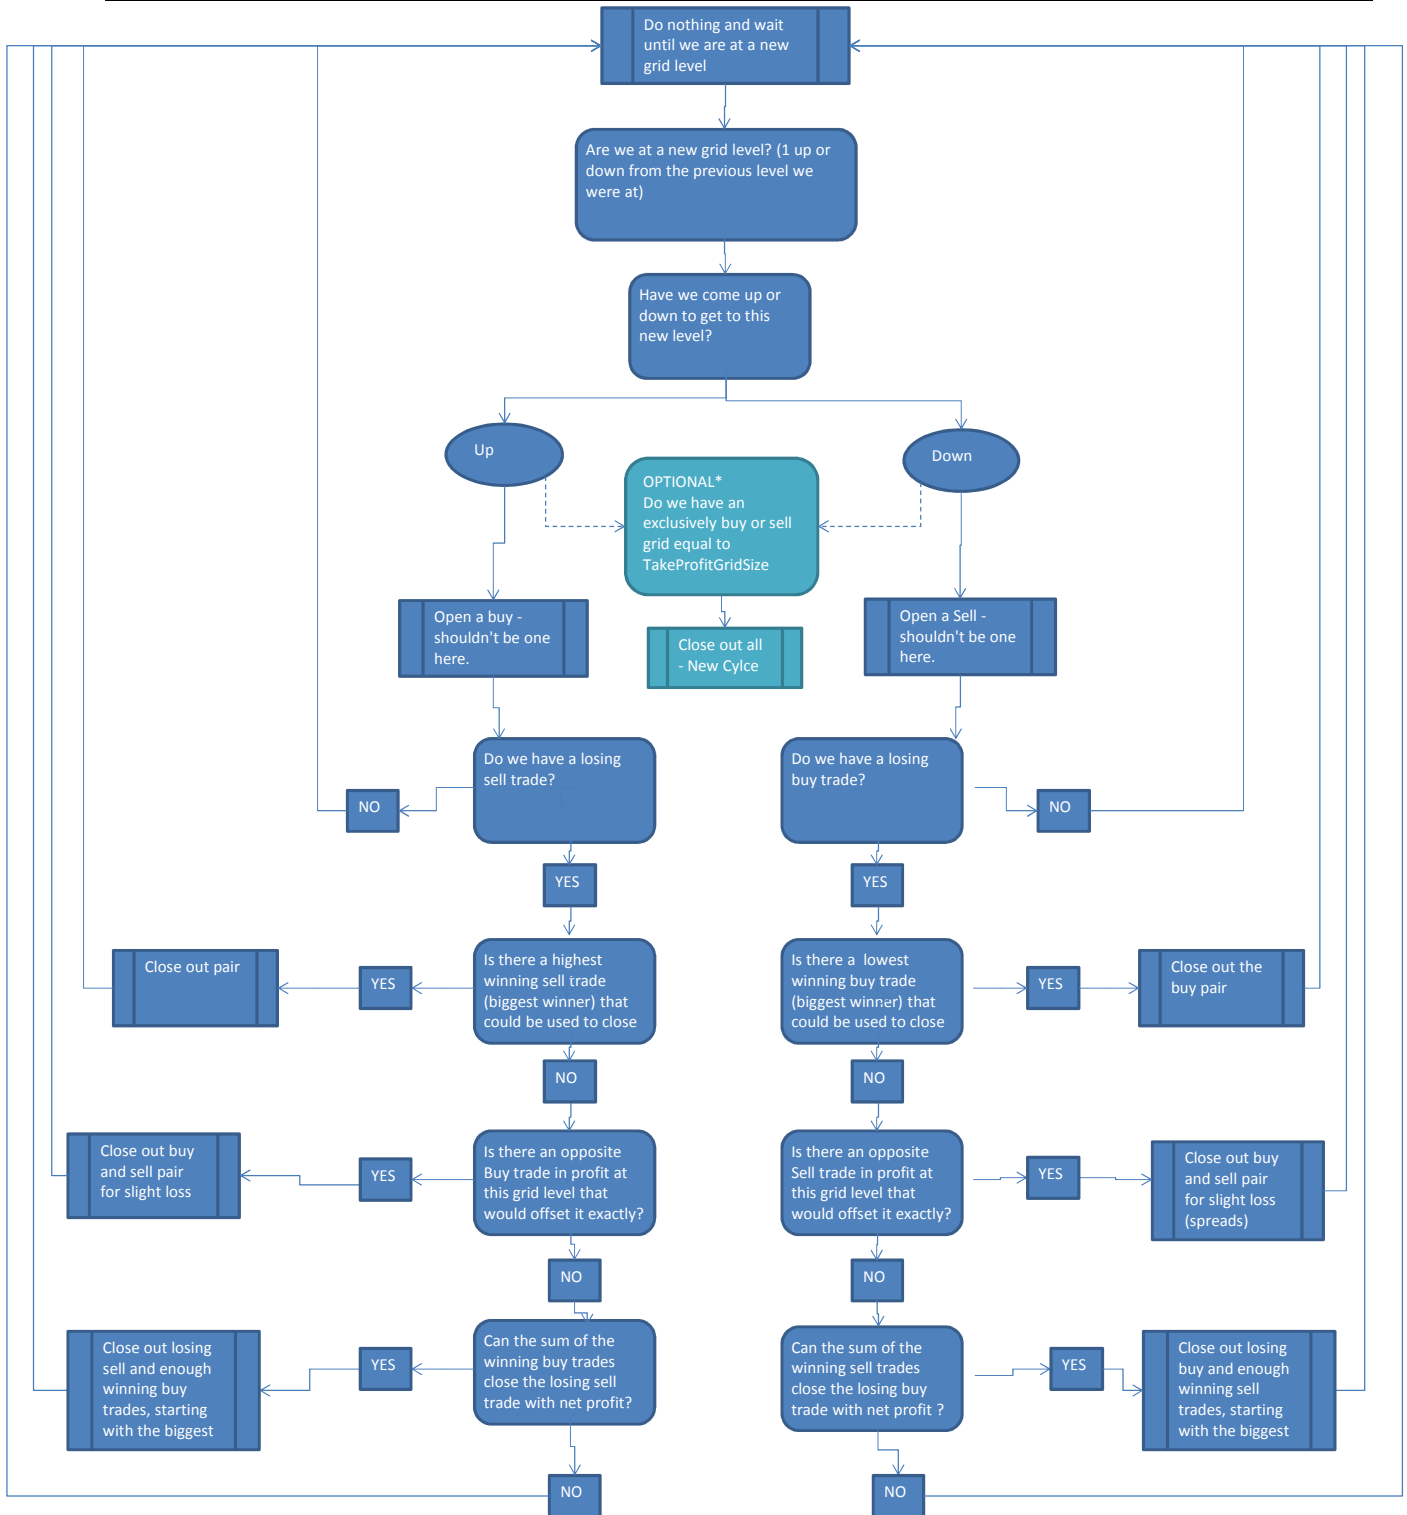 Do nothing and wait
until we are at a new
grid level
Are we at a new grid level? (1 up or
down from the previous level we
were at)
Have we come up or
down to get to this
new level?
Up
Down
OPTIONAL*
Do we have an
exclusively buy or sell
grid equal to
TakeProfitGridSize
Open a buy -
shouldn't be one
here.
Close out all
- New Cylce
Open a Sell -
shouldn't be one
here.
Do we have a losing
sell trade?
Do we have a losing
buy trade?
NO
NO
YES
YES
Close out pair
YES
Is there a highest
winning sell trade
(biggest winner) that
could be used to close
Is there a  lowest
winning buy trade
(biggest winner) that
could be used to close
YES
Close out the
buy pair
NO
NO
Close out buy
and sell pair
for slight loss
YES
Is there an opposite
Buy trade in profit at
this grid level that
would offset it exactly?
Is there an opposite
Sell trade in profit at
this grid level that
would offset it exactly?
YES
Close out buy
and sell pair
for slight loss
(spreads)
NO
NO
Close out losing
sell and enough
winning buy
trades, starting
with the biggest
YES
Can the sum of the
winning buy trades
close the losing sell
trade with net profit?
Can the sum of the
winning sell trades
close the losing buy
trade with net profit ?
YES
Close out losing
buy and enough
winning sell
trades, starting
with the biggest
NO
NO